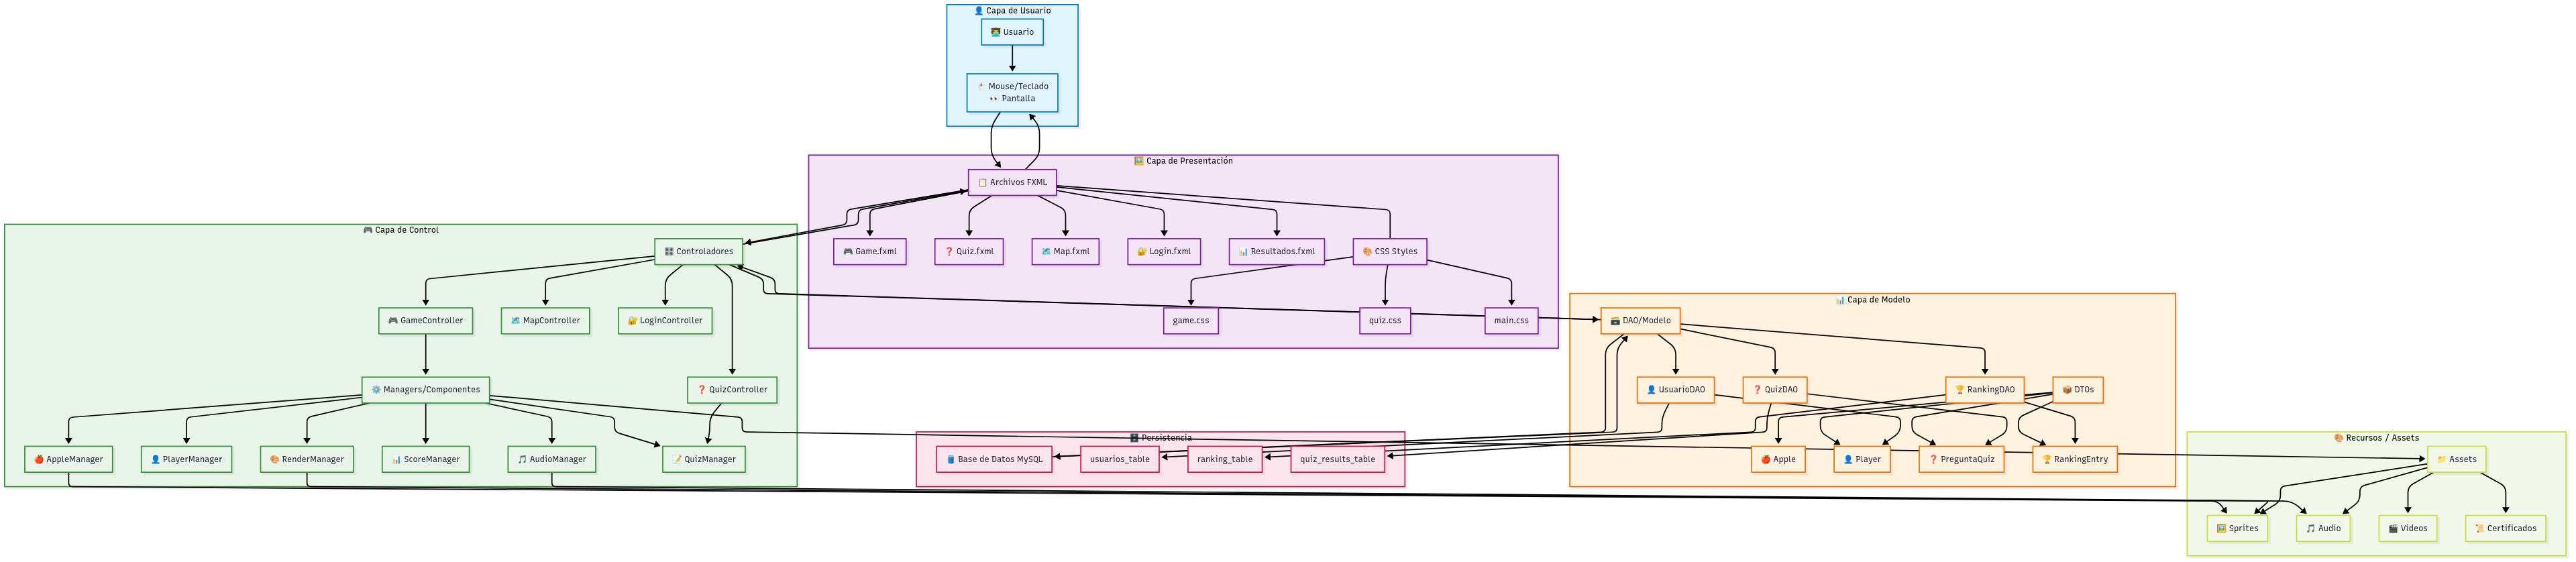 Capa de Usuario
Usuario
Mouse/Teclado
Pantalla
Capa de Presentación
Archivos FXML
Game.fxml
Quiz.fxml
Map.fxml
Login.fxml
Resultados.fxml
CSS Styles
game.css
quiz.css
main.css
Capa de Control
Controladores
GameController
MapController
LoginController
Managers/Componentes
QuizController
AppleManager
PlayerManager
RenderManager
ScoreManager
AudioManager
QuizManager
Capa de Modelo
DAO/Modelo
UsuarioDAO
QuizDAO
RankingDAO
DTOs
Apple
Player
PreguntaQuiz
RankingEntry
Persistencia
Base de Datos MySQL
usuarios_table
ranking_table
quiz_results_table
Recursos / Assets
Assets
Sprites
Audio
Videos
Certificados